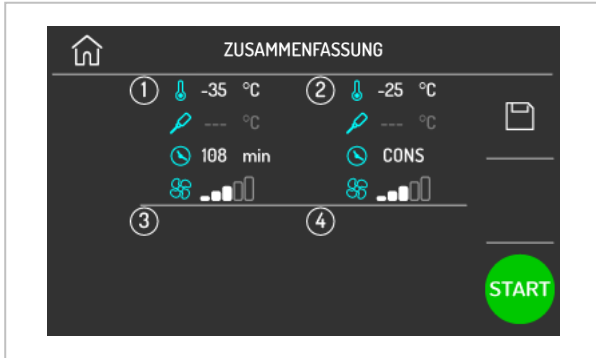 ZUSAMMENFASSUNG
1 -35 °C 2 -25 °C
--- °C --- °C
108 min CONS
3 4
START